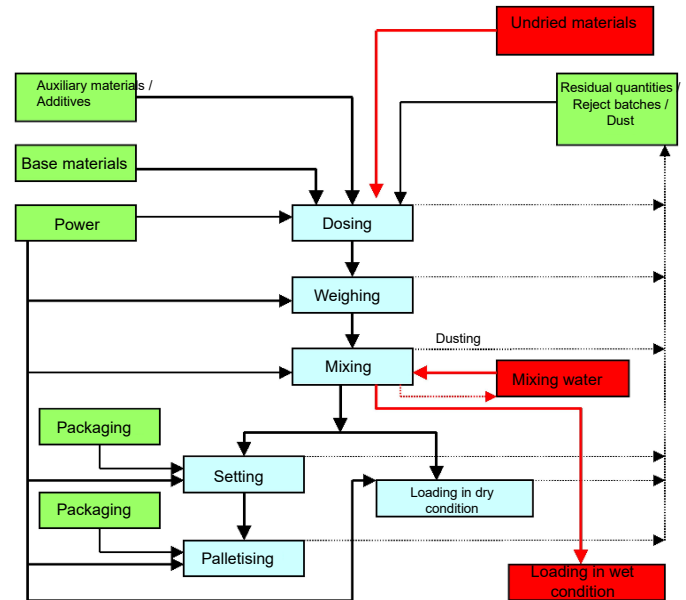 Undried materials
Auxiliary materials /
Additives
Residual quantities /
Reject batches /
Dust
Base materials
Power
Dosing
Weighing
Dusting
Mixing
Mixing water
Packaging
Setting
Loading in dry
condition
Packaging
Palletising
Loading in wet
condition